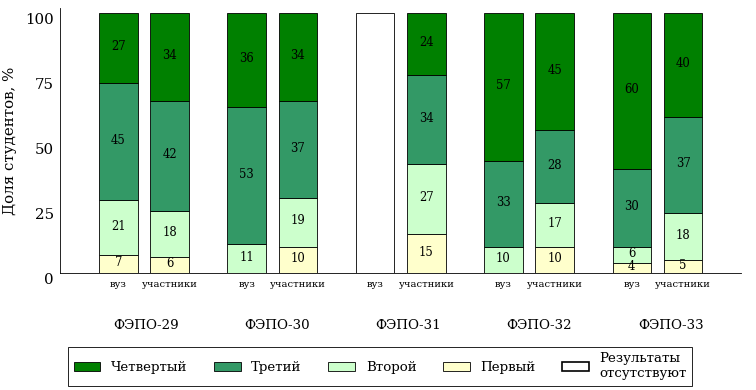 Доля студентов, %
100
75
50
25
0
27 34 36 34 24 57 45 60 40
45 42 53 37 34 33 28 30 37
21 18 11 19 27 10 17 6 18
7 6 10 15 10 4 5
вуз участники вуз участники вуз участники вуз участники вуз участники
ФЭПО-29 ФЭПО-30 ФЭПО-31 ФЭПО-32 ФЭПО-33
Четвертый Третий Второй Первый Результаты
отсутствуют